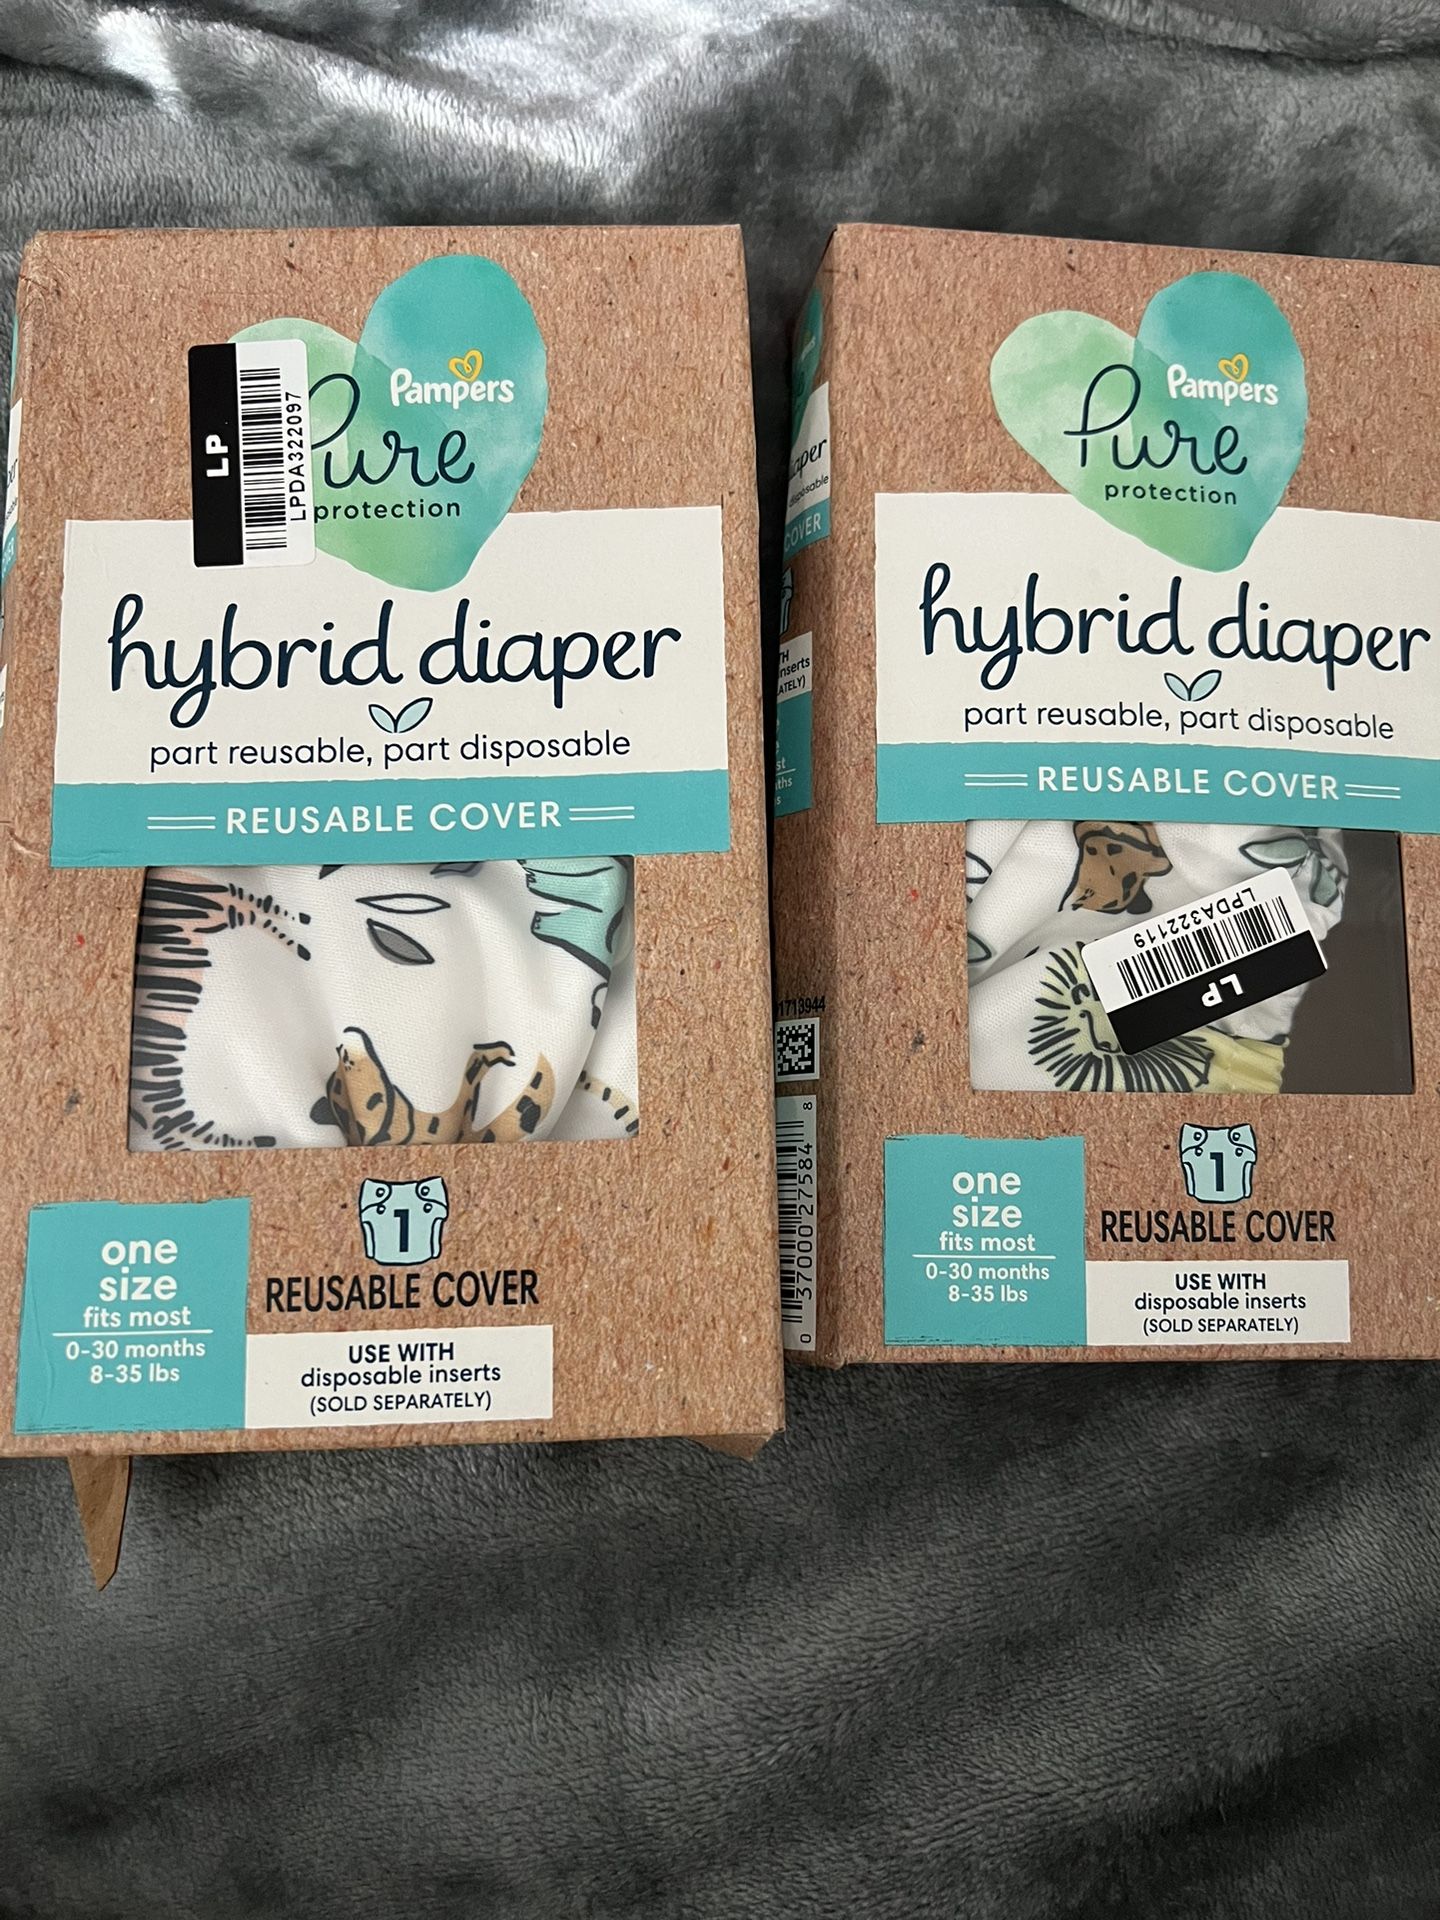 LP
LPDA322097
Pampers
Pure
protection
hybrid diaper
part reusable, part disposable
REUSABLE COVER
1
REUSABLE COVER
one
size
fits most
0-30 months
8-35 lbs
USE WITH
disposable inserts
(SOLD SEPARATELY)
Pampers
Pure
protection
hybrid diaper
part reusable, part disposable
REUSABLE COVER
LPDA322119
LP
1
REUSABLE COVER
one
size
fits most
0-30 months
8-35 lbs
USE WITH
disposable inserts
(SOLD SEPARATELY)
COVER
inserts
0 37000 27584 8